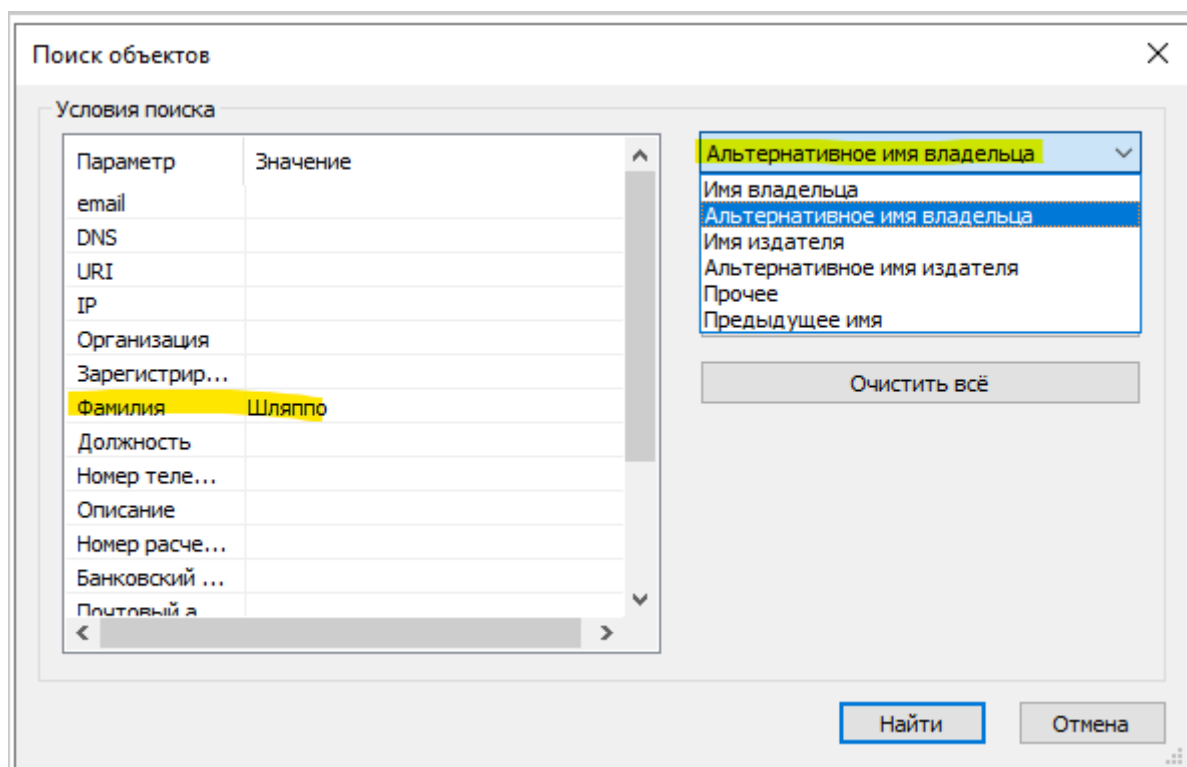 Поиск объектов
Условия поиска
Параметр Значение
email
DNS
URI
IP
Организация
Зарегистрир...
Фамилия Шляппо
Должность
Номер теле...
Описание
Номер расче...
Банковский ...
Почтовый а
Альтернативное имя владельца
Имя владельца
Альтернативное имя владельца
Имя издателя
Альтернативное имя издателя
Прочее
Предыдущее имя
Очистить всё
Найти Отмена